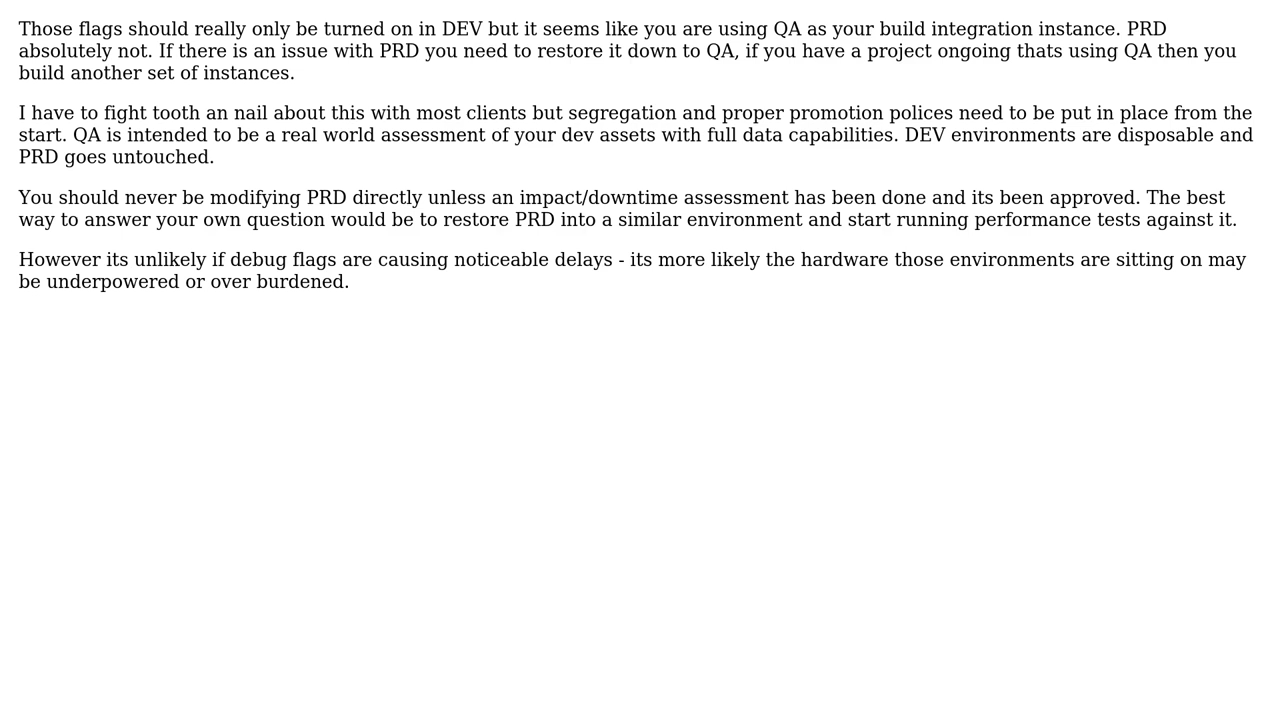 Those flags should really only be turned on in DEV but it seems like you are using QA as your build integration instance. PRD
absolutely not. If there is an issue with PRD you need to restore it down to QA, if you have a project ongoing thats using QA then you
build another set of instances.
I have to fight tooth an nail about this with most clients but segregation and proper promotion polices need to be put in place from the
start. QA is intended to be a real world assessment of your dev assets with full data capabilities. DEV environments are disposable and
PRD goes untouched.
You should never be modifying PRD directly unless an impact/downtime assessment has been done and its been approved. The best
way to answer your own question would be to restore PRD into a similar environment and start running performance tests against it.
However its unlikely if debug flags are causing noticeable delays - its more likely the hardware those environments are sitting on may
be underpowered or over burdened.